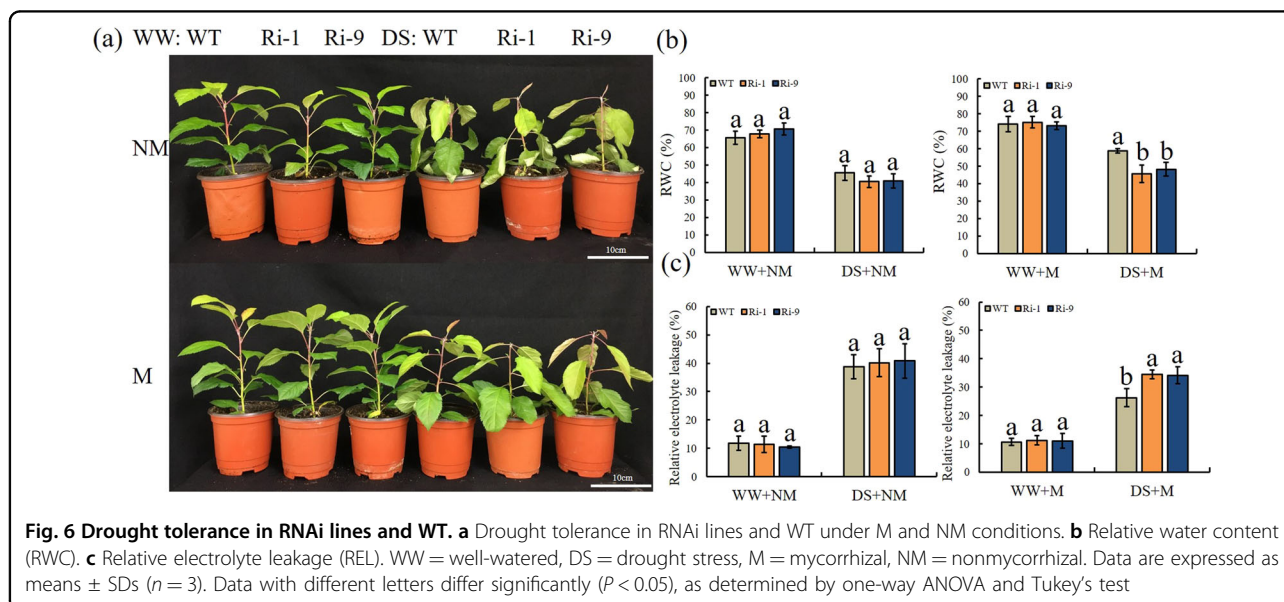 (a) WW: WT Ri-1 Ri-9 DS: WT Ri-1 Ri-9
NM
10cm
M
10cm
(b)
100
90
80
70
60
50
40
30
20
10
0
RWC (%)
WT Ri-1 Ri-9
a a a
a a a
WW+NM DS+NM
100
90
80
70
60
50
40
30
20
10
0
RWC (%)
WT Ri-1 Ri-9
a a a
a b b
WW+M DS+M
(c)
60
50
40
30
20
10
0
Relative electrolyte leakage (%)
WT Ri-1 Ri-9
a a a
a a a
WW+NM DS+NM
60
50
40
30
20
10
0
Relative electrolyte leakage (%)
WT Ri-1 Ri-9
a a a
b a a
WW+M DS+M
Fig. 6 Drought tolerance in RNAi lines and WT. a Drought tolerance in RNAi lines and WT under M and NM conditions. b Relative water content
(RWC). c Relative electrolyte leakage (REL). WW = well-watered, DS = drought stress, M = mycorrhizal, NM = nonmycorrhizal. Data are expressed as
means ± SDs (n = 3). Data with different letters differ significantly (P < 0.05), as determined by one-way ANOVA and Tukey's test